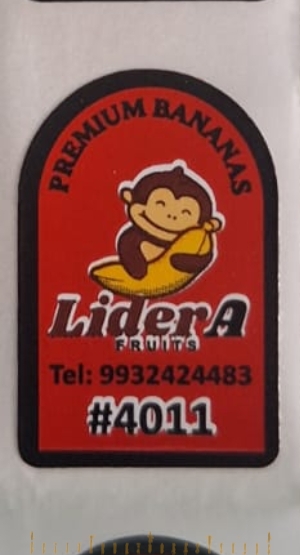 PREMIUM BANANAS
LiderA
FRUITS
Tel: 9932424483
#4011